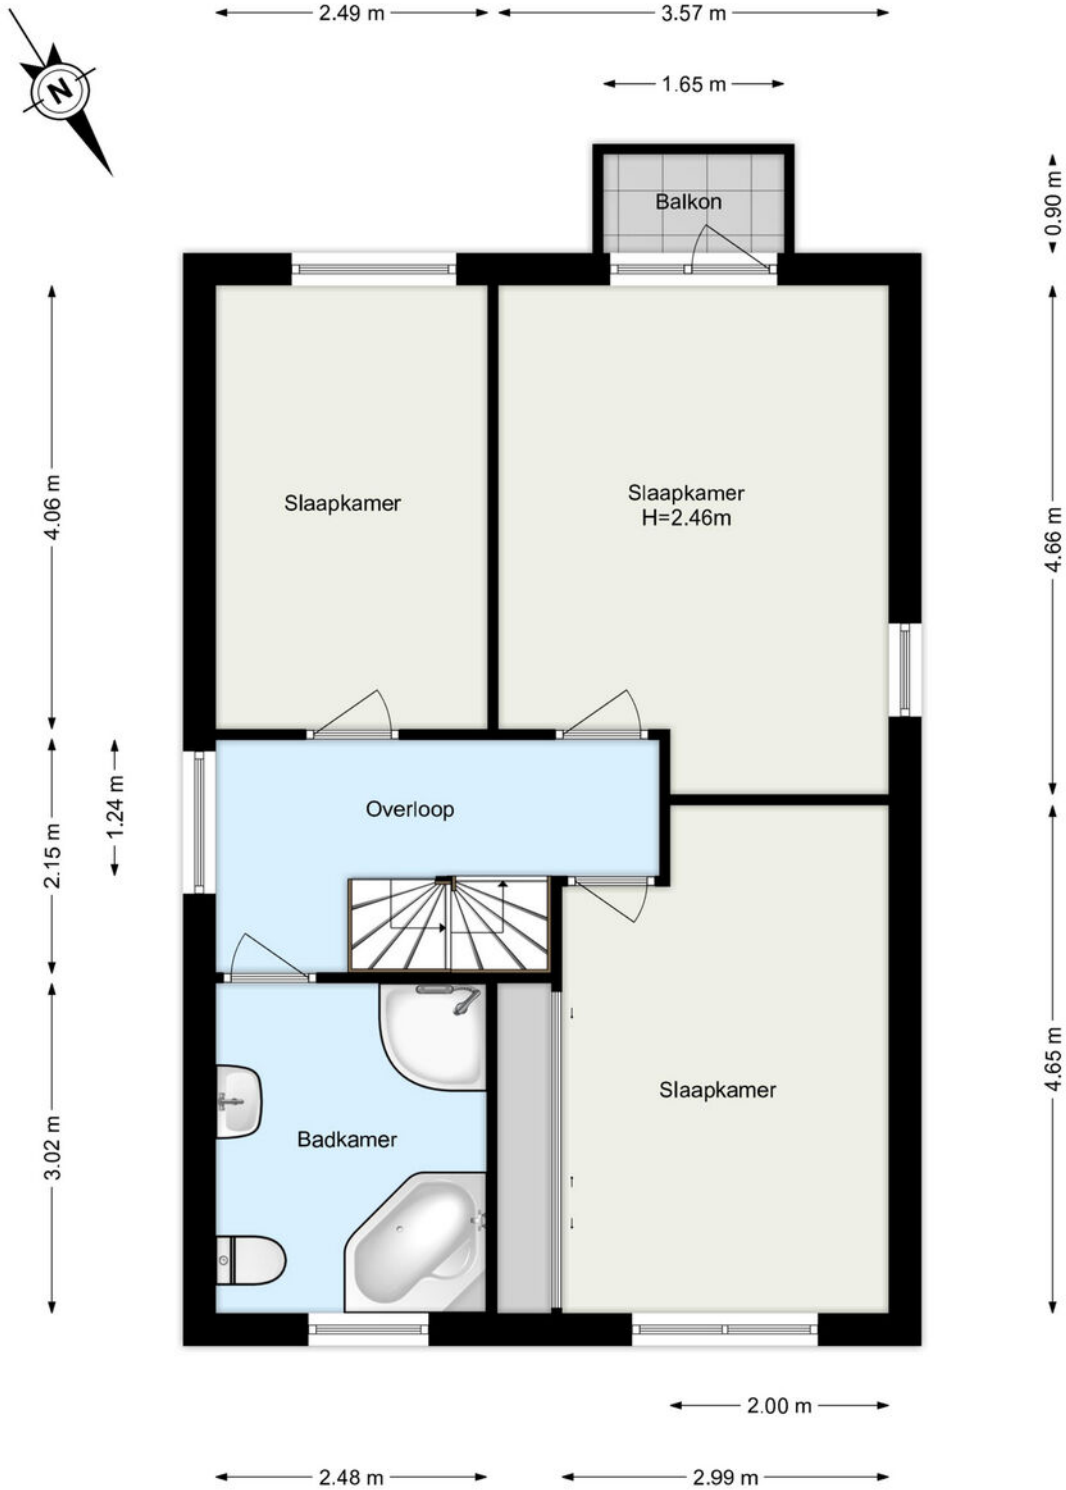 2.49 m
3.57 m
1.65 m
N
0.90 m
Balkon
4.06 m
Slaapkamer
Slaapkamer
H=2.46m
4.66 m
2.15 m
1.24 m
Overloop
3.02 m
Badkamer
Slaapkamer
4.65 m
2.00 m
2.48 m
2.99 m